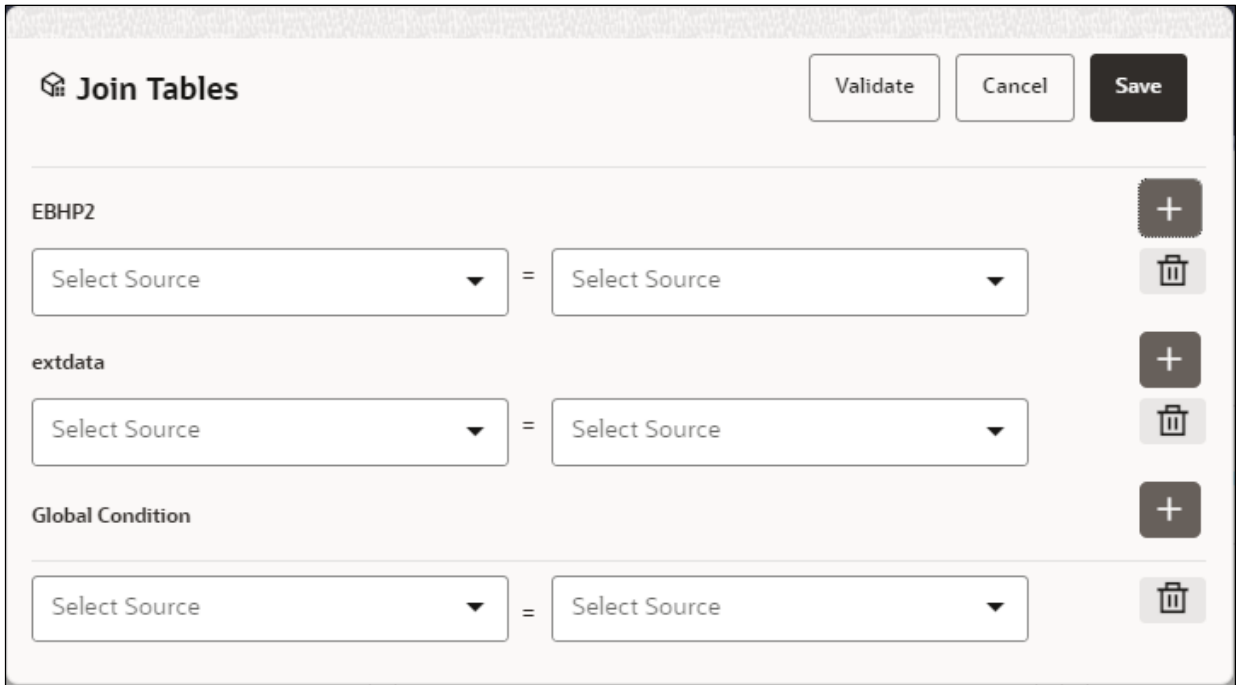 Join Tables
Validate
Cancel
Save
EBHP2
Select Source = Select Source
extdata
Select Source = Select Source
Global Condition
Select Source = Select Source